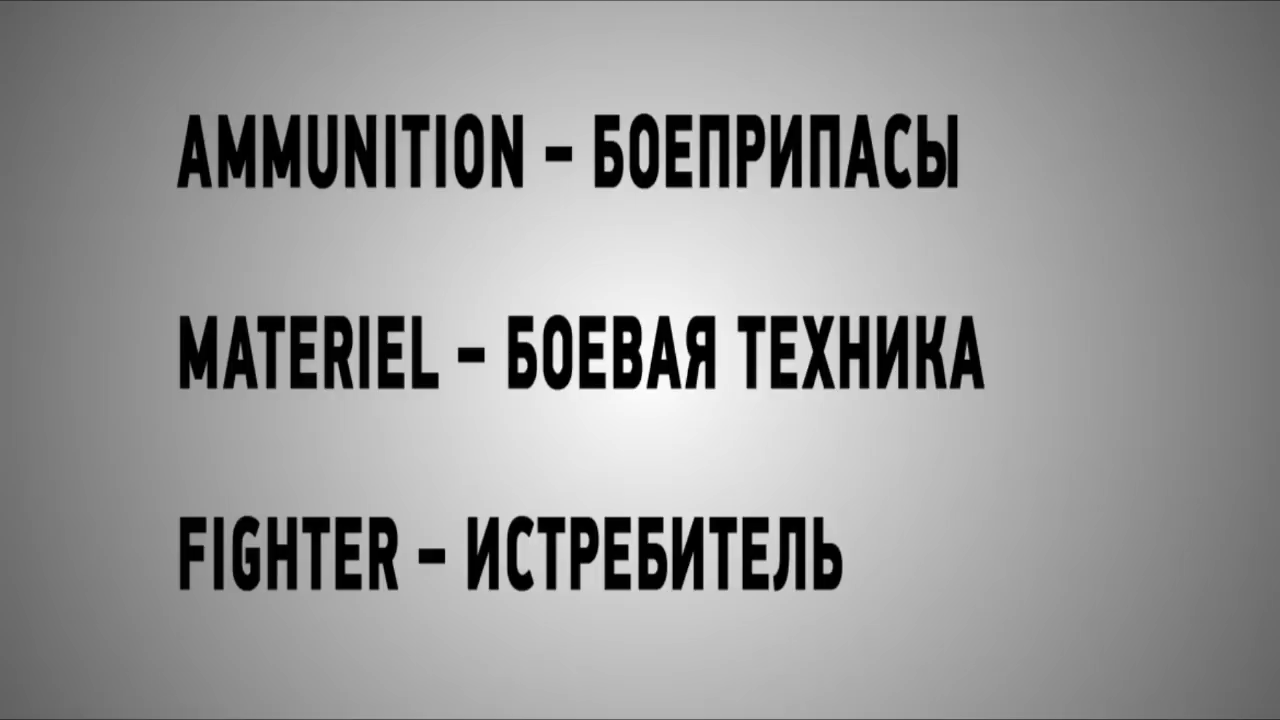 AMMUNITION – БОЕПРИПАСЫ
MATERIEL – БОЕВАЯ ТЕХНИКА
FIGHTER – ИСТРЕБИТЕЛЬ